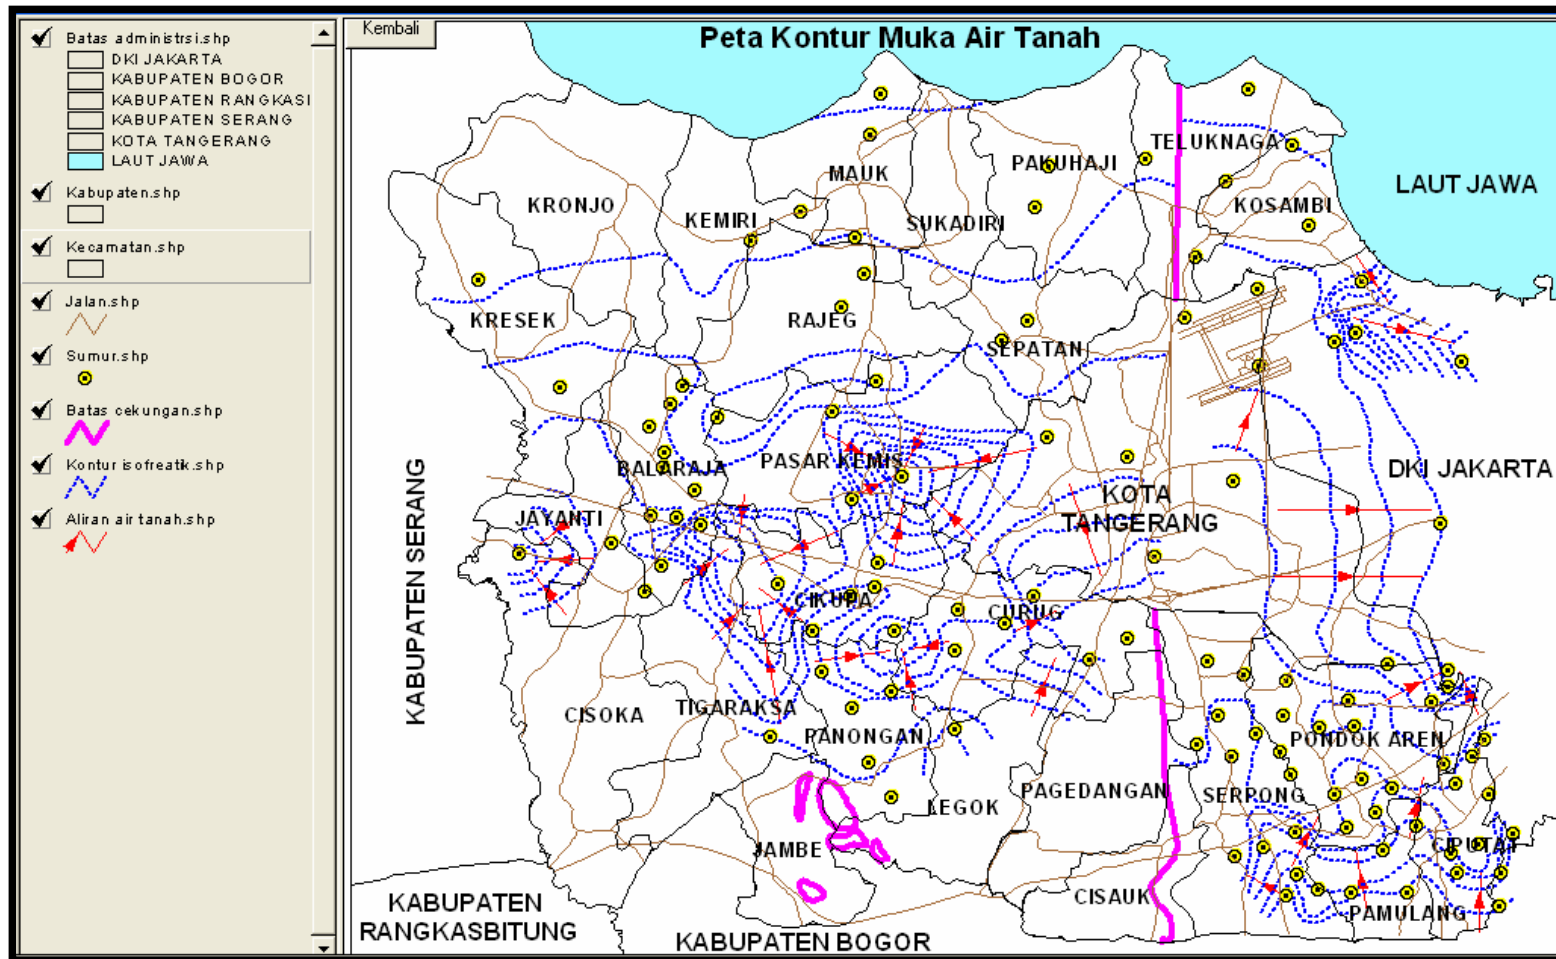 Batas administrsi.shp
DKI JAKARTA
KABUPATEN BOGOR
KABUPATEN RANGKASI
KABUPATEN SERANG
KOTA TANGERANG
LAUT JAWA
Kabupaten.shp
Kecamatan.shp
Jalan.shp
Sumur.shp
Batas cekungan.shp
Kontur isofreatik.shp
Aliran air tanah.shp
Kembali
Peta Kontur Muka Air Tanah
TELUKNAGA
PAKUHAJI
MAUK
LAUT JAWA
KRONJO
KEMIRI
SUKADIRI
KOSAMBI
KRESEK
RAJEG
SEPATAN
BALARAJA
PASAR KEMIS
DKI JAKARTA
KOTA
TANGERANG
JAYANTI
KABUPATEN SERANG
CIKUPA
CURUG
CISOKA
TIGARAKSA
PANONGAN
PONDOK AREN
PAGEDANGAN
SERPONG
LEGOK
JAMBE
CIPUTAT
CISAUK
PAMULANG
KABUPATEN
RANGKASBITUNG
KABUPATEN BOGOR